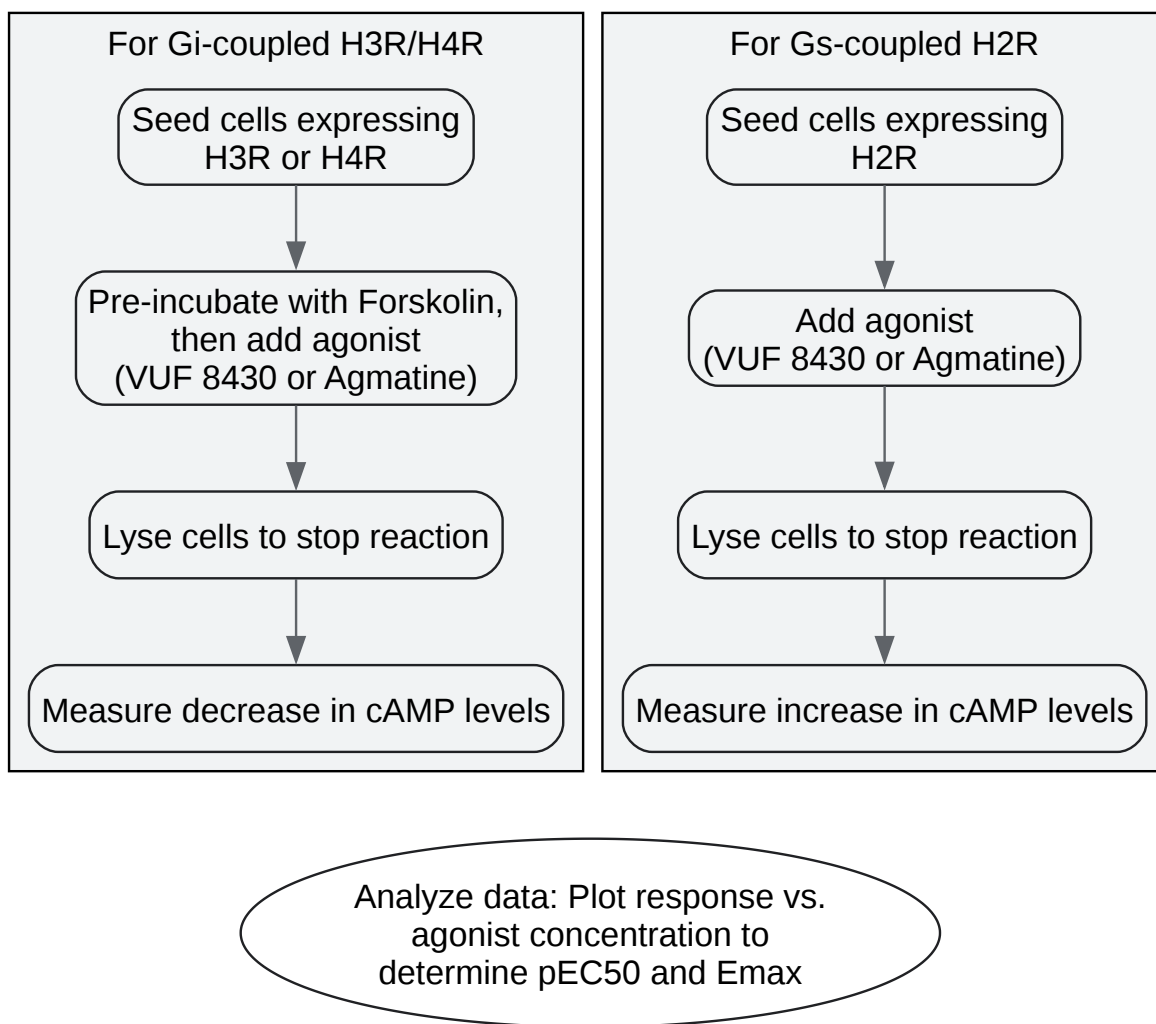 For Gi-coupled H3R/H4R
Seed cells expressing
H3R or H4R
Pre-incubate with Forskolin,
then add agonist
(VUF 8430 or Agmatine)
Lyse cells to stop reaction
Measure decrease in cAMP levels
For Gs-coupled H2R
Seed cells expressing
H2R
Add agonist
(VUF 8430 or Agmatine)
Lyse cells to stop reaction
Measure increase in cAMP levels
Analyze data: Plot response vs.
agonist concentration to
determine pEC50 and Emax